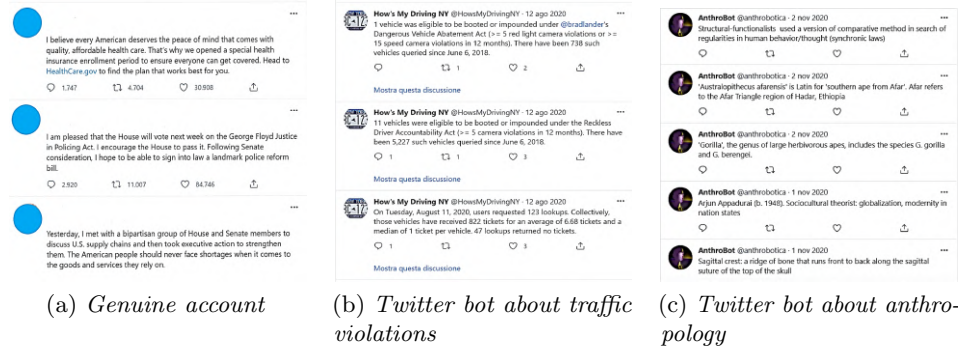 I believe every American deserves the peace of mind that comes with
quality, affordable health care. That's why we opened a special health
insurance enrollment period to ensure everyone can get covered. Head to
HealthCare.gov to find the plan that works best for you.
1.747 4.704 30.908
I am pleased that the House will vote next week on the George Floyd Justice
in Policing Act. I encourage the House to pass it. Following Senate
consideration, I hope to be able to sign into law a landmark police reform
bill.
2.920 11.007 84.746
Yesterday, I met with a bipartisan group of House and Senate members to
discuss U.S. supply chains and then took executive action to strengthen
them. The American people should never face shortages when it comes to
the goods and services they rely on.
(a) Genuine account
How's My Driving NY @HowsMyDrivingNY · 12 ago 2020
1 vehicle was eligible to be booted or impounded under @bradlander's
Dangerous Vehicle Abatement Act (>= 5 red light camera violations or >=
15 speed camera violations in 12 months). There have been 738 such
vehicles queried since June 6, 2018.
1 2
Mostra questa discussione
How's My Driving NY @HowsMyDrivingNY · 12 ago 2020
11 vehicles were eligible to be booted or impounded under the Reckless
Driver Accountability Act (>= 5 camera violations in 12 months). There have
been 5,227 such vehicles queried since June 6, 2018.
1 1 3
Mostra questa discussione
How's My Driving NY @HowsMyDrivingNY · 12 ago 2020
On Tuesday, August 11, 2020, users requested 123 lookups. Collectively,
those vehicles have received 822 tickets for an average of 6.68 tickets and a
median of 1 ticket per vehicle. 47 lookups returned no tickets.
1 3
Mostra questa discussione
(b) Twitter bot about traffic
violations
AnthroBot @anthrobotica · 2 nov 2020
Structural-functionalists used a version of comparative method in search of
regularities in human behavior/thought (synchronic laws)
AnthroBot @anthrobotica · 2 nov 2020
'Australopithecus afarensis' is Latin for 'southern ape from Afar'. Afar refers
to the Afar Triangle region of Hadar, Ethiopia
AnthroBot @anthrobotica · 2 nov 2020
'Gorilla', the genus of large herbivorous apes, includes the species G. gorilla
and G. berengei.
AnthroBot @anthrobotica · 1 nov 2020
Arjun Appadurai (b. 1948). Sociocultural theorist: globalization, modernity in
nation states
AnthroBot @anthrobotica · 1 nov 2020
Sagittal crest: a ridge of bone that runs front to back along the sagittal
suture of the top of the skull
(c) Twitter bot about anthro-
pology